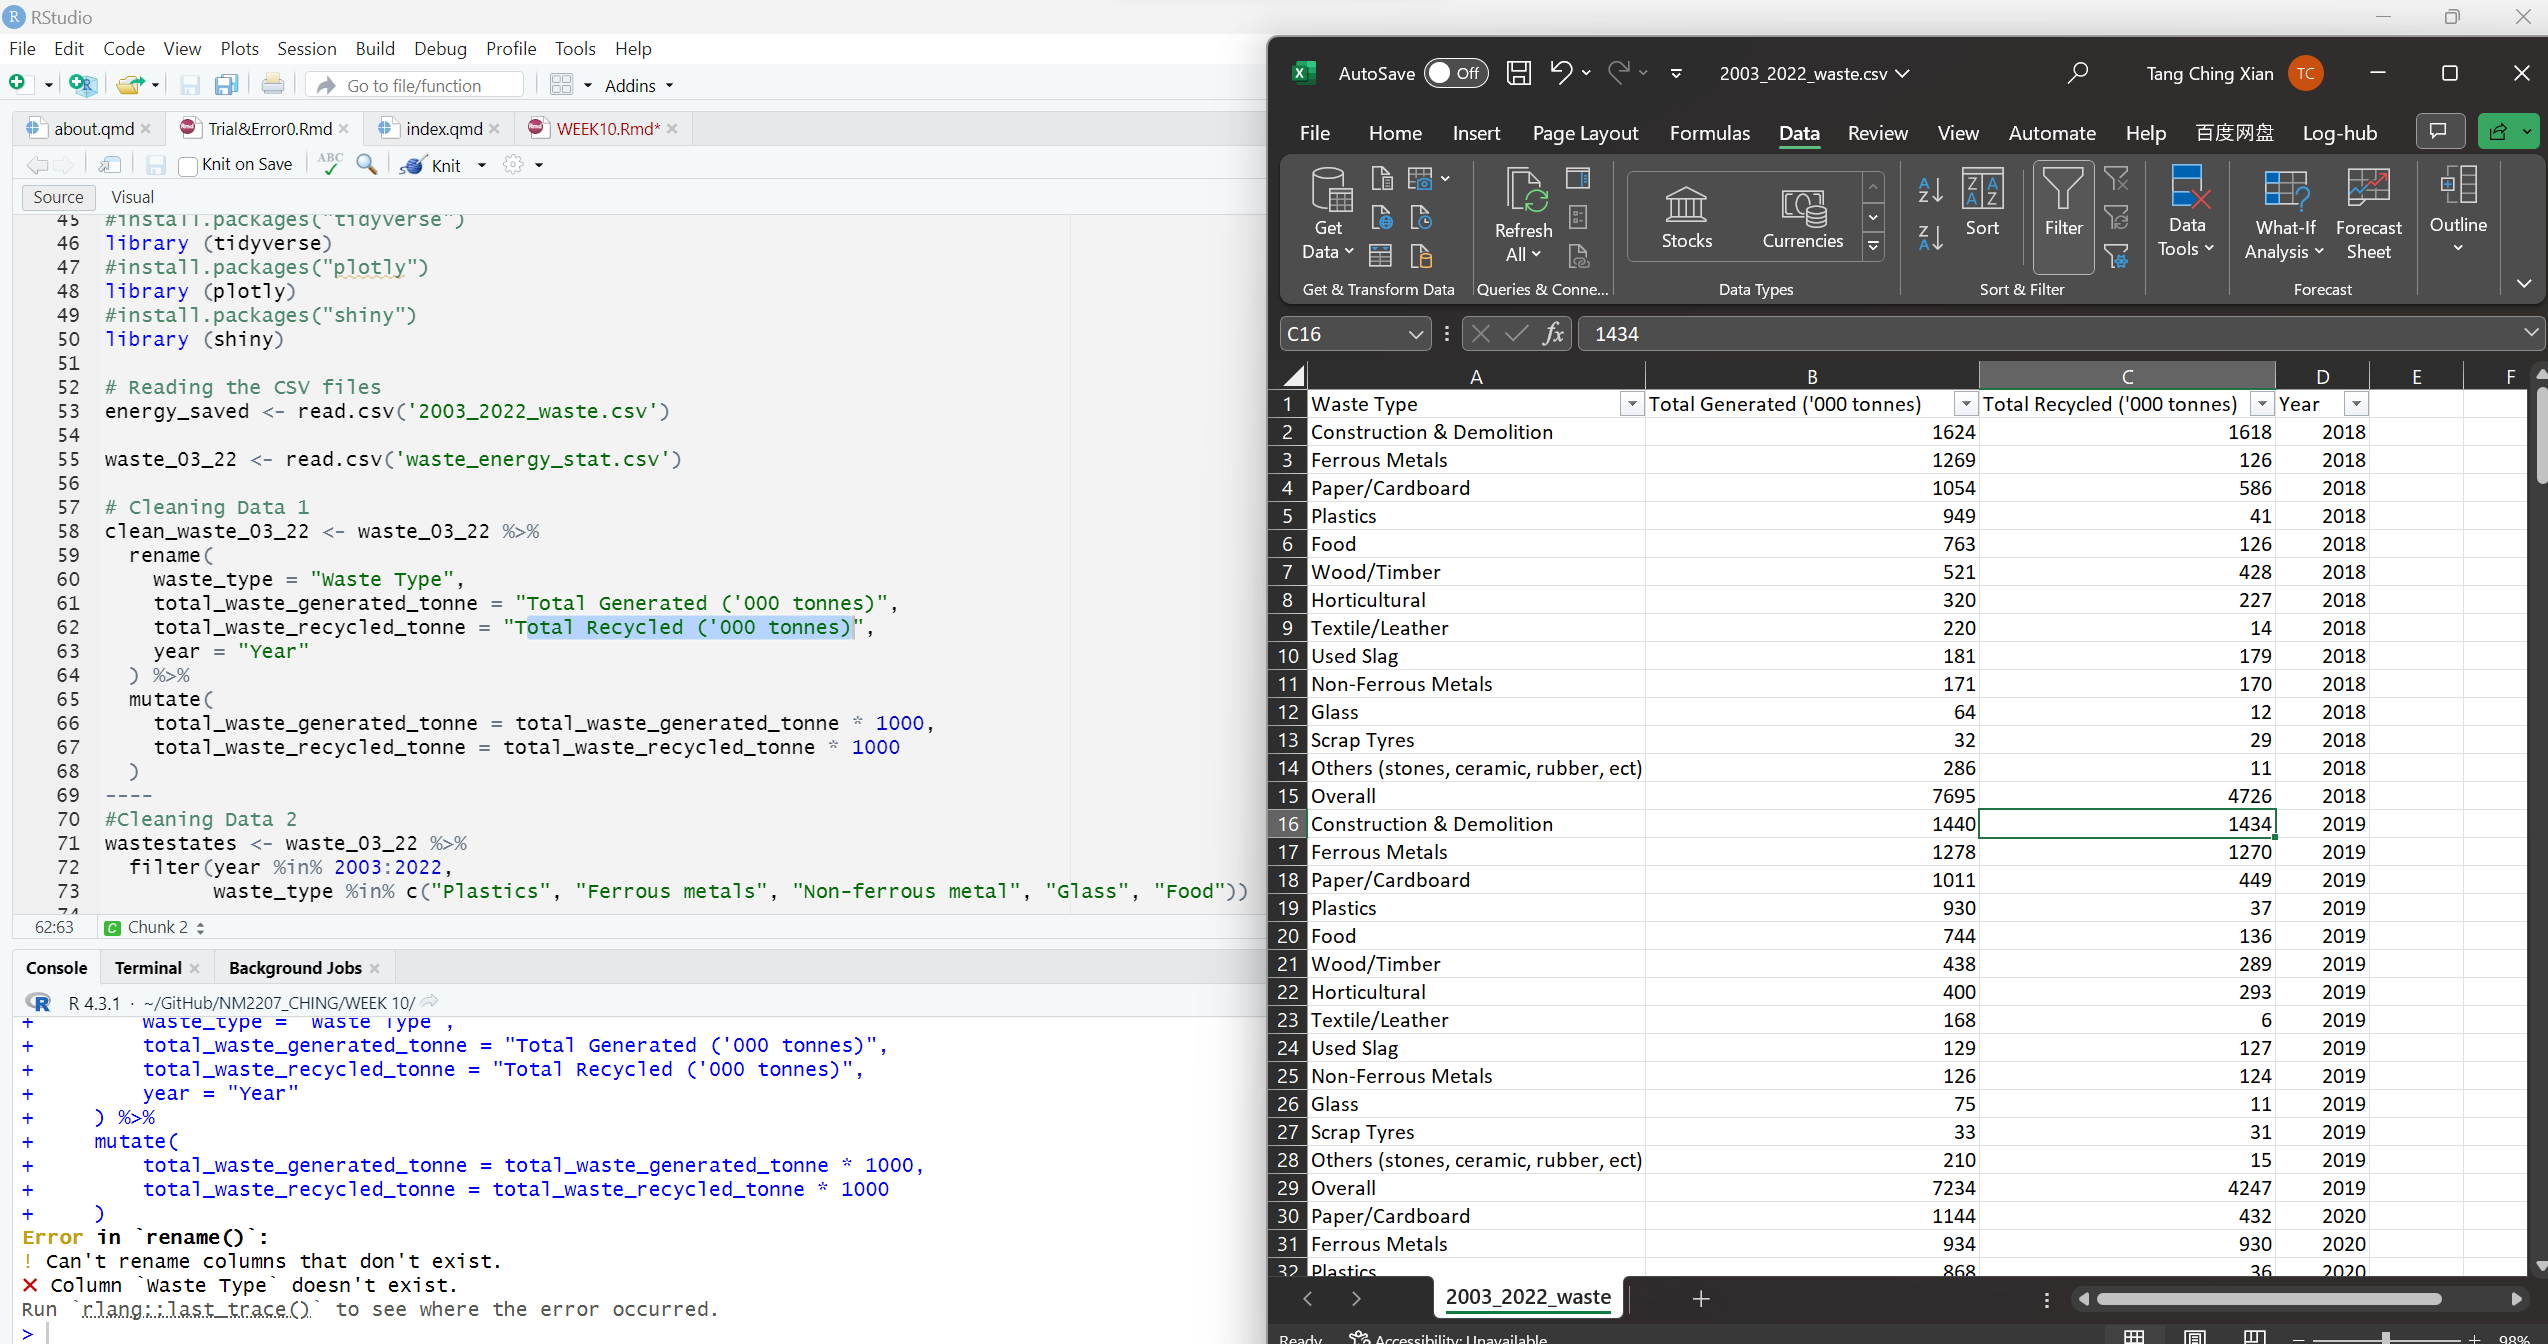 RStudio
File Edit Code View Plots Session Build Debug Profile Tools Help
Go to file/function Addins
about.qmd Trial&Error0.Rmd index.qmd WEEK10.Rmd*
Knit on Save ABC Knit
Source Visual
45 #install.packages("tidyverse")
46 library (tidyverse)
47 #install.packages("plotly")
48 library (plotly)
49 #install.packages("shiny")
50 library (shiny)
51
52 # Reading the CSV files
53 energy_saved <- read.csv('2003_2022_waste.csv')
54
55 waste_03_22 <- read.csv('waste_energy_stat.csv')
56
57 # Cleaning Data 1
58 clean_waste_03_22 <- waste_03_22 %>%
59 rename(
60 waste_type = "Waste Type",
61 total_waste_generated_tonne = "Total Generated ('000 tonnes)",
62 total_waste_recycled_tonne = "Total Recycled ('000 tonnes)",
63 year = "Year"
64 ) %>%
65 mutate(
66 total_waste_generated_tonne = total_waste_generated_tonne * 1000,
67 total_waste_recycled_tonne = total_waste_recycled_tonne * 1000
68 )
69 ----
70 #Cleaning Data 2
71 wastestates <- waste_03_22 %>%
72 filter(year %in% 2003:2022,
73 waste_type %in% c("Plastics", "Ferrous metals", "Non-ferrous metal", "Glass", "Food"))
74
62:63 C Chunk 2
Console Terminal Background Jobs
R R 4.3.1 · ~/GitHub/NM2207_CHING/WEEK 10/
+ waste_type = "Waste Type",
+ total_waste_generated_tonne = "Total Generated ('000 tonnes)",
+ total_waste_recycled_tonne = "Total Recycled ('000 tonnes)",
+ year = "Year"
+ ) %>%
+ mutate(
+ total_waste_generated_tonne = total_waste_generated_tonne * 1000,
+ total_waste_recycled_tonne = total_waste_recycled_tonne * 1000
+ )
Error in `rename()`:
! Can't rename columns that don't exist.
✕ Column `Waste Type` doesn't exist.
Run `rlang::last_trace()` to see where the error occurred.
>
AutoSave Off 2003_2022_waste.csv Tang Ching Xian TC
File Home Insert Page Layout Formulas Data Review View Automate Help 百度网盘 Log-hub
Get Data Refresh All Stocks Currencies Sort Filter Data Tools What-If Analysis Forecast Sheet Outline
Get & Transform Data Queries & Conne... Data Types Sort & Filter Forecast
C16 fx 1434
A B C D E F
1 Waste Type Total Generated ('000 tonnes) Total Recycled ('000 tonnes) Year
2 Construction & Demolition 1624 1618 2018
3 Ferrous Metals 1269 126 2018
4 Paper/Cardboard 1054 586 2018
5 Plastics 949 41 2018
6 Food 763 126 2018
7 Wood/Timber 521 428 2018
8 Horticultural 320 227 2018
9 Textile/Leather 220 14 2018
10 Used Slag 181 179 2018
11 Non-Ferrous Metals 171 170 2018
12 Glass 64 12 2018
13 Scrap Tyres 32 29 2018
14 Others (stones, ceramic, rubber, ect) 286 11 2018
15 Overall 7695 4726 2018
16 Construction & Demolition 1440 1434 2019
17 Ferrous Metals 1278 1270 2019
18 Paper/Cardboard 1011 449 2019
19 Plastics 930 37 2019
20 Food 744 136 2019
21 Wood/Timber 438 289 2019
22 Horticultural 400 293 2019
23 Textile/Leather 168 6 2019
24 Used Slag 129 127 2019
25 Non-Ferrous Metals 126 124 2019
26 Glass 75 11 2019
27 Scrap Tyres 33 31 2019
28 Others (stones, ceramic, rubber, ect) 210 15 2019
29 Overall 7234 4247 2019
30 Paper/Cardboard 1144 432 2020
31 Ferrous Metals 934 930 2020
32 Plastics 868 36 2020
2003_2022_waste
Ready Accessibility: Unavailable 98%